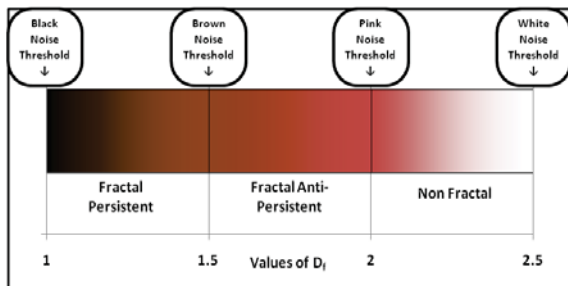 Black
Noise
Threshold
↓
Brown
Noise
Threshold
↓
Pink
Noise
Threshold
↓
White
Noise
Threshold
↓
Fractal
Persistent
Fractal Anti-
Persistent
Non Fractal
1
1.5
Values of Df
2
2.5